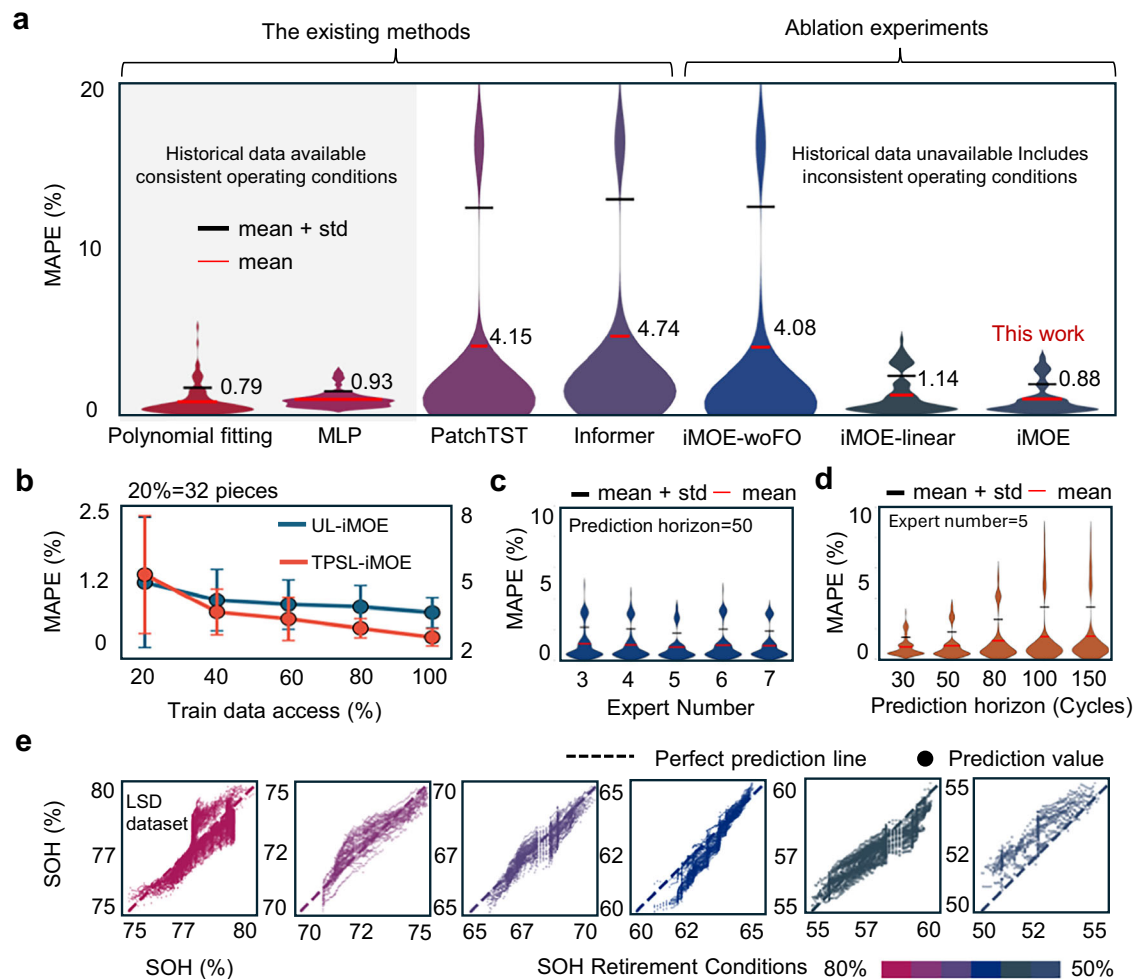 a
The existing methods
Ablation experiments
MAPE (%)
20
10
0
Historical data available
consistent operating conditions
mean + std
mean
Historical data unavailable Includes
inconsistent operating conditions
This work
0.79
0.93
4.15
4.74
4.08
1.14
0.88
Polynomial fitting
MLP
PatchTST
Informer
iMOE-woFO
iMOE-linear
iMOE
b
20%=32 pieces
MAPE (%)
2.5
1.2
0
8
5
2
UL-iMOE
TPSL-iMOE
20 40 60 80 100
Train data access (%)
c
mean + std mean
MAPE (%)
10
5
0
Prediction horizon=50
3 4 5 6 7
Expert Number
d
mean + std mean
MAPE (%)
10
5
0
Expert number=5
30 50 80 100 150
Prediction horizon (Cycles)
e
Perfect prediction line
Prediction value
SOH (%)
80
77
75
LSD
dataset
75 77 80
75
72
70
70 72 75
70
67
65
65 67 70
65
62
60
60 62 65
60
57
55
55 57 60
55
52
50
50 52 55
SOH (%)
SOH Retirement Conditions
80%
50%